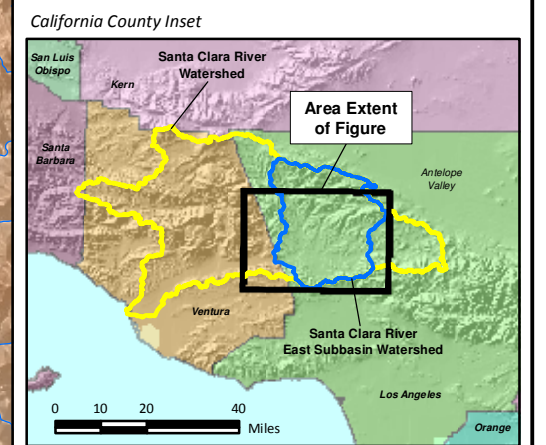 California County Inset
San Luis
Obispo
Kern
Santa Clara River
Watershed
Area Extent
of Figure
Santa
Barbara
Antelope
Valley
Ventura
Santa Clara River
East Subbasin Watershed
Los Angeles
Orange
0 10 20 40
Miles